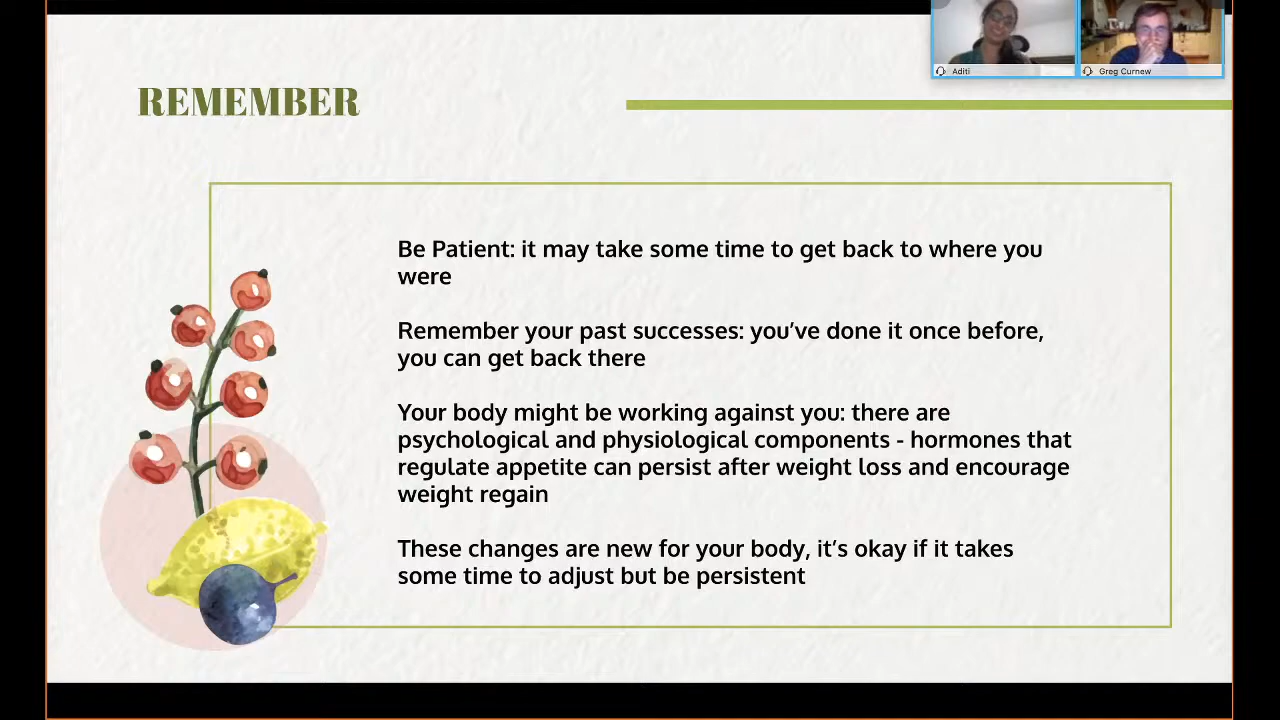 Aditi
Greg Curnew
REMEMBER
Be Patient: it may take some time to get back to where you
were
Remember your past successes: you’ve done it once before,
you can get back there
Your body might be working against you: there are
psychological and physiological components - hormones that
regulate appetite can persist after weight loss and encourage
weight regain
These changes are new for your body, it’s okay if it takes
some time to adjust but be persistent